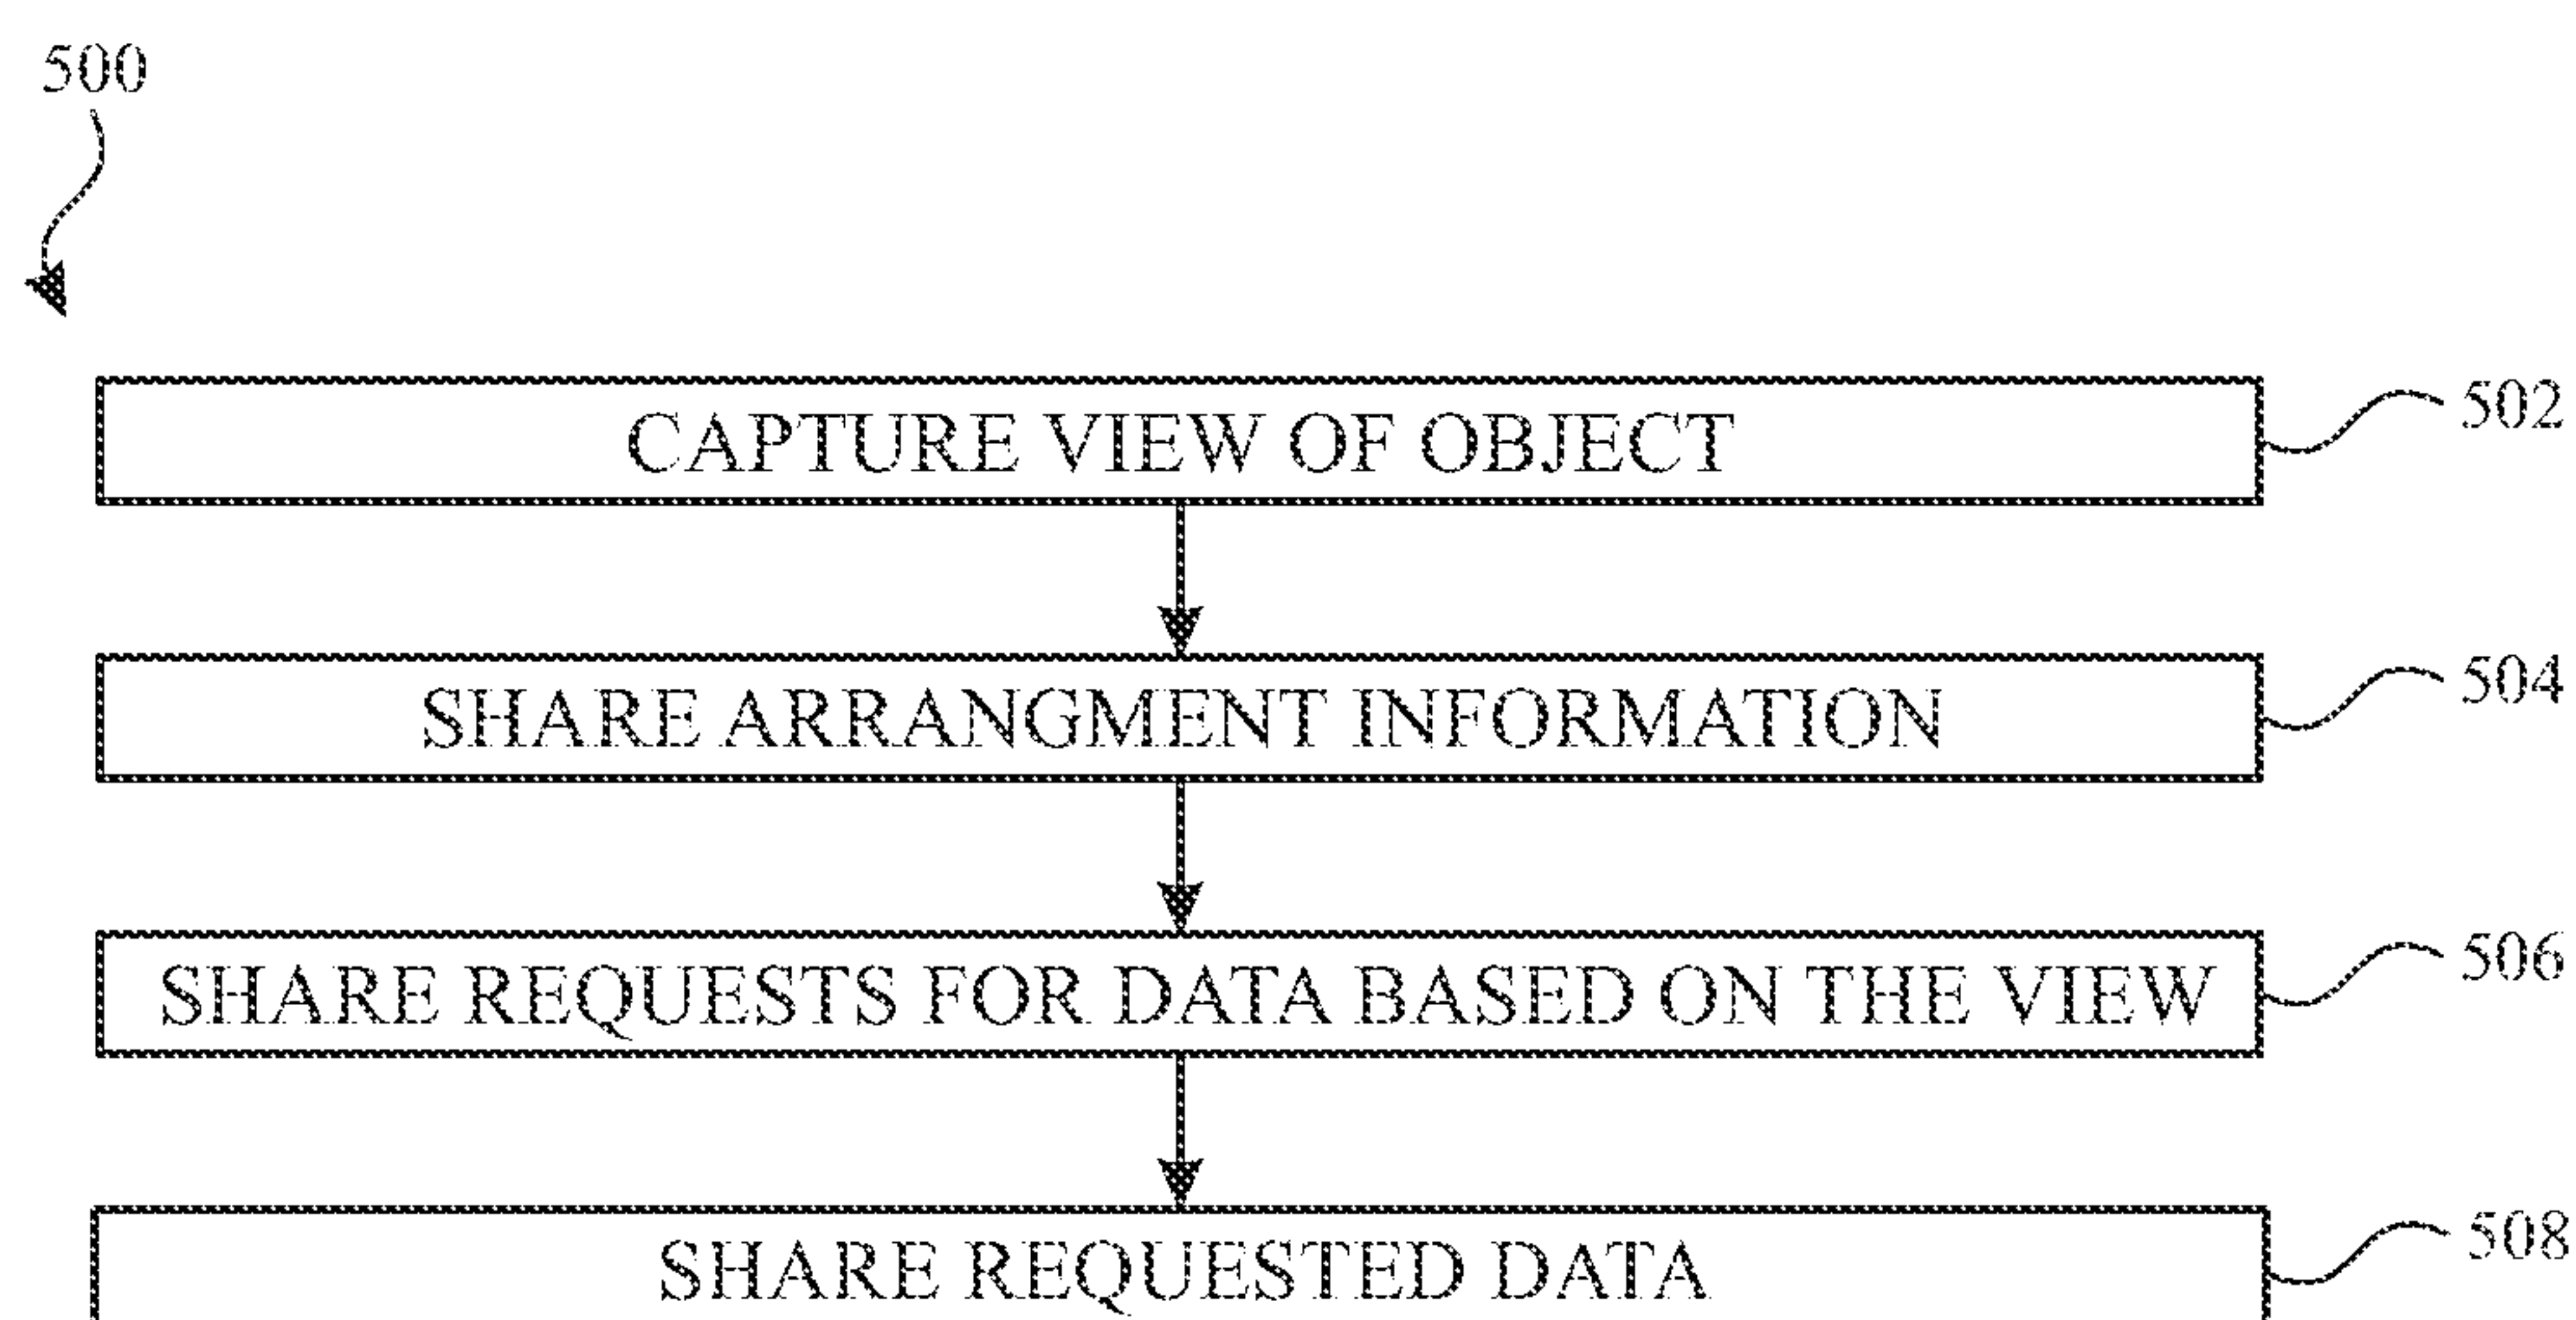 500
CAPTURE VIEW OF OBJECT
502
SHARE ARRANGMENT INFORMATION
504
SHARE REQUESTS FOR DATA BASED ON THE VIEW
506
SHARE REQUESTED DATA
508